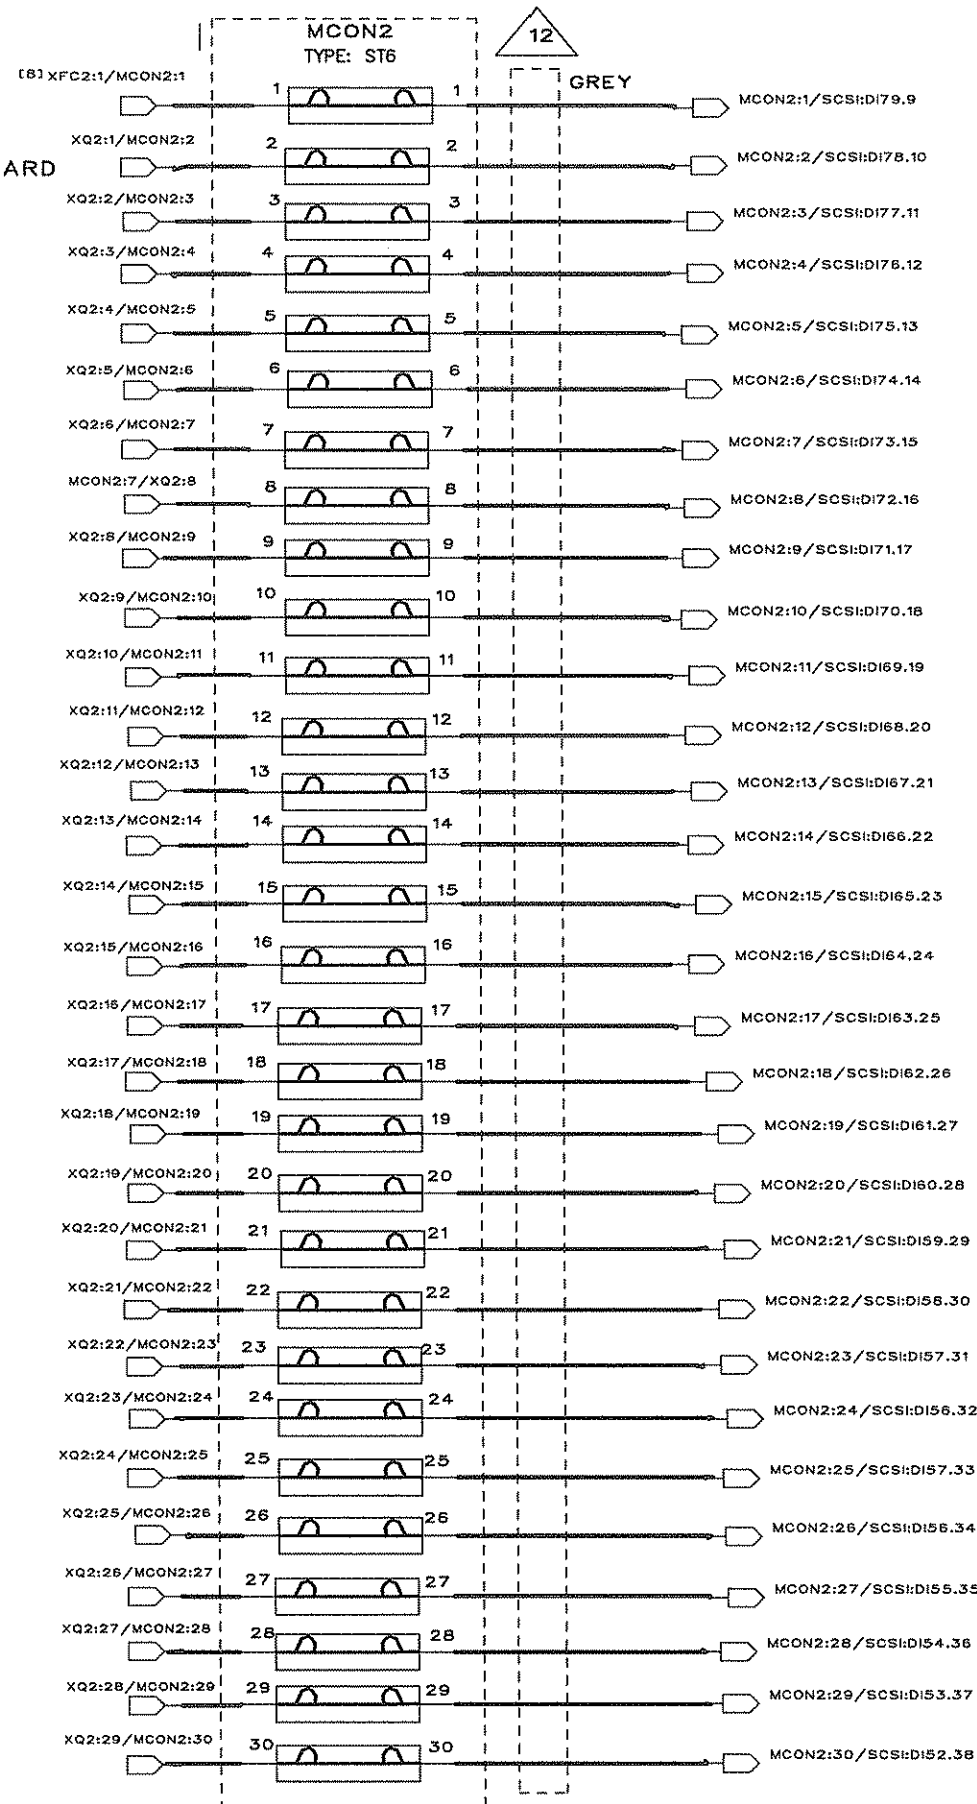 MCON2
TYPE: ST6
12
GREY
ARD
[8] XFC2:1/MCON2:1 1 1 MCON2:1/SCSI:DI79.9
XQ2:1/MCON2:2 2 2 MCON2:2/SCSI:DI78.10
XQ2:2/MCON2:3 3 3 MCON2:3/SCSI:DI77.11
XQ2:3/MCON2:4 4 4 MCON2:4/SCSI:DI76.12
XQ2:4/MCON2:5 5 5 MCON2:5/SCSI:DI75.13
XQ2:5/MCON2:6 6 6 MCON2:6/SCSI:DI74.14
XQ2:6/MCON2:7 7 7 MCON2:7/SCSI:DI73.15
MCON2:7/XQ2:8 8 8 MCON2:8/SCSI:DI72.16
XQ2:8/MCON2:9 9 9 MCON2:9/SCSI:DI71.17
XQ2:9/MCON2:10 10 10 MCON2:10/SCSI:DI70.18
XQ2:10/MCON2:11 11 11 MCON2:11/SCSI:DI69.19
XQ2:11/MCON2:12 12 12 MCON2:12/SCSI:DI68.20
XQ2:12/MCON2:13 13 13 MCON2:13/SCSI:DI67.21
XQ2:13/MCON2:14 14 14 MCON2:14/SCSI:DI66.22
XQ2:14/MCON2:15 15 15 MCON2:15/SCSI:DI65.23
XQ2:15/MCON2:16 16 16 MCON2:16/SCSI:DI64.24
XQ2:16/MCON2:17 17 17 MCON2:17/SCSI:DI63.25
XQ2:17/MCON2:18 18 18 MCON2:18/SCSI:DI62.26
XQ2:18/MCON2:19 19 19 MCON2:19/SCSI:DI61.27
XQ2:19/MCON2:20 20 20 MCON2:20/SCSI:DI60.28
XQ2:20/MCON2:21 21 21 MCON2:21/SCSI:DI59.29
XQ2:21/MCON2:22 22 22 MCON2:22/SCSI:DI58.30
XQ2:22/MCON2:23 23 23 MCON2:23/SCSI:DI57.31
XQ2:23/MCON2:24 24 24 MCON2:24/SCSI:DI56.32
XQ2:24/MCON2:25 25 25 MCON2:25/SCSI:DI57.33
XQ2:25/MCON2:26 26 26 MCON2:26/SCSI:DI56.34
XQ2:26/MCON2:27 27 27 MCON2:27/SCSI:DI55.35
XQ2:27/MCON2:28 28 28 MCON2:28/SCSI:DI54.36
XQ2:28/MCON2:29 29 29 MCON2:29/SCSI:DI53.37
XQ2:29/MCON2:30 30 30 MCON2:30/SCSI:DI52.38